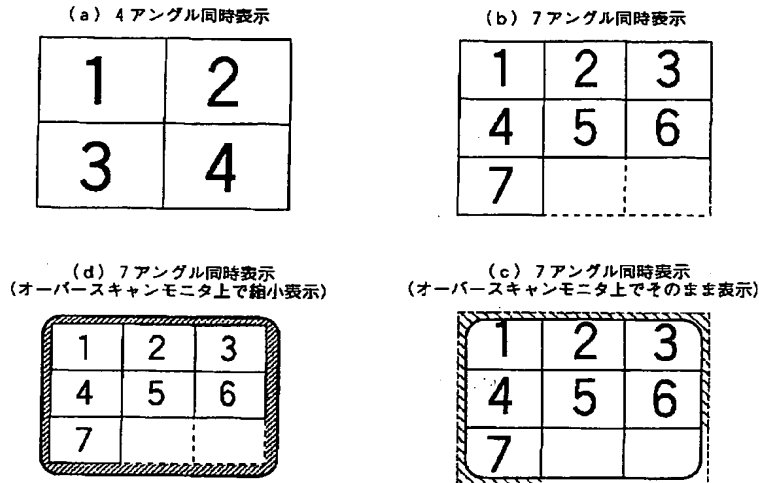 (a) 4アングル同時表示
1 2
3 4
(b) 7アングル同時表示
1 2 3
4 5 6
7
(d) 7アングル同時表示
(オーバースキャンモニタ上で縮小表示)
1 2 3
4 5 6
7
(c) 7アングル同時表示
(オーバースキャンモニタ上でそのまま表示)
1 2 3
4 5 6
7